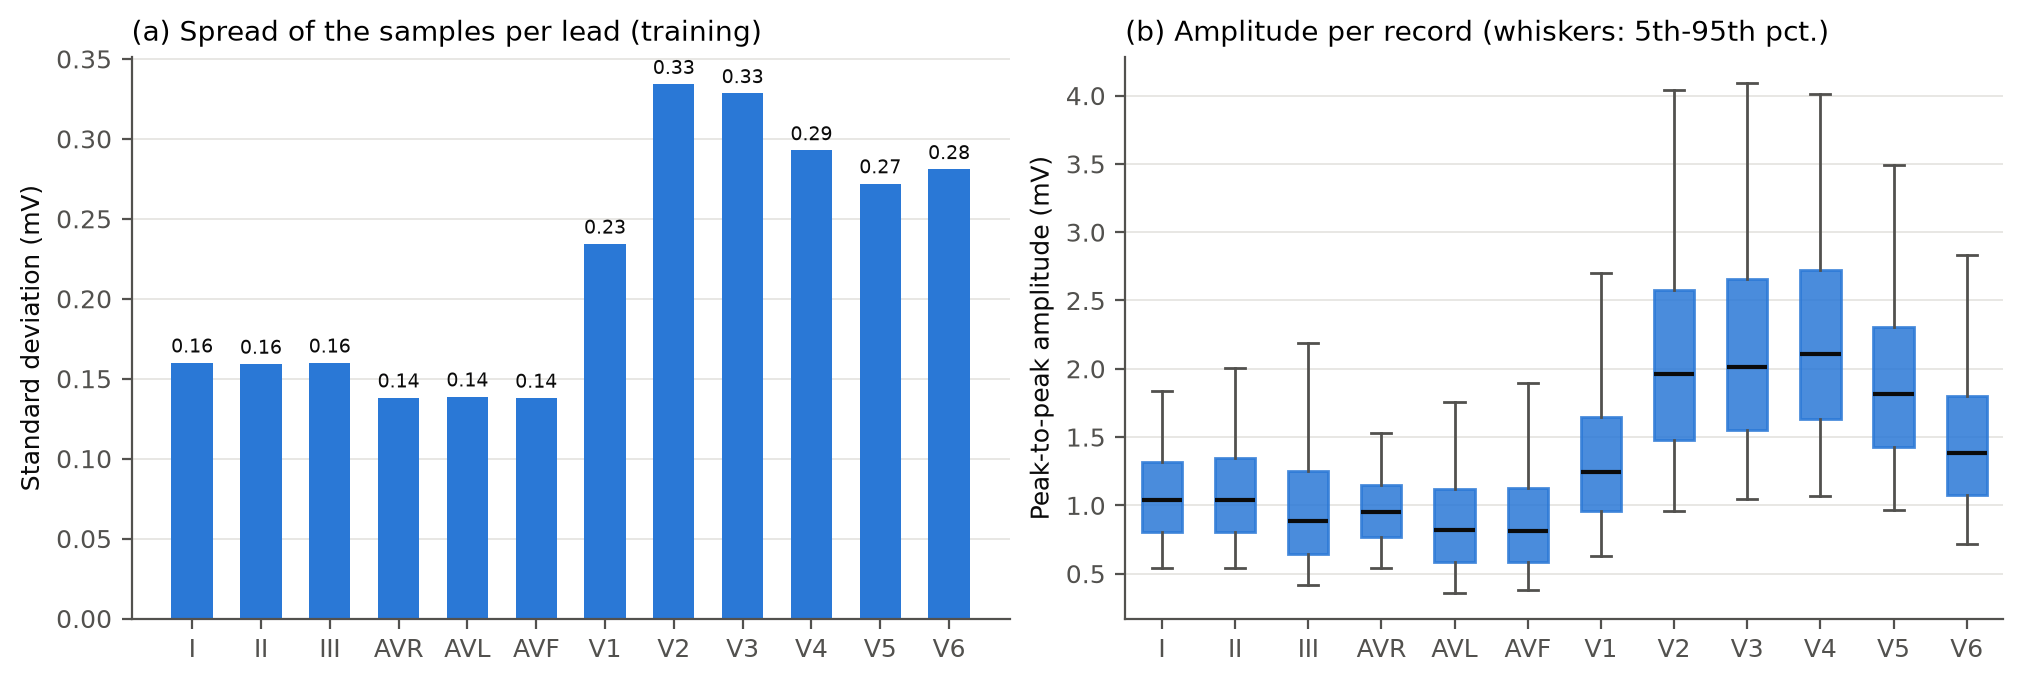 (a) Spread of the samples per lead (training)
Standard deviation (mV)
0.35
0.30
0.25
0.20
0.15
0.10
0.05
0.00
0.16 0.16 0.16 0.14 0.14 0.14 0.23 0.33 0.33 0.29 0.27 0.28
I II III AVR AVL AVF V1 V2 V3 V4 V5 V6
(b) Amplitude per record (whiskers: 5th-95th pct.)
Peak-to-peak amplitude (mV)
4.0
3.5
3.0
2.5
2.0
1.5
1.0
0.5
I II III AVR AVL AVF V1 V2 V3 V4 V5 V6